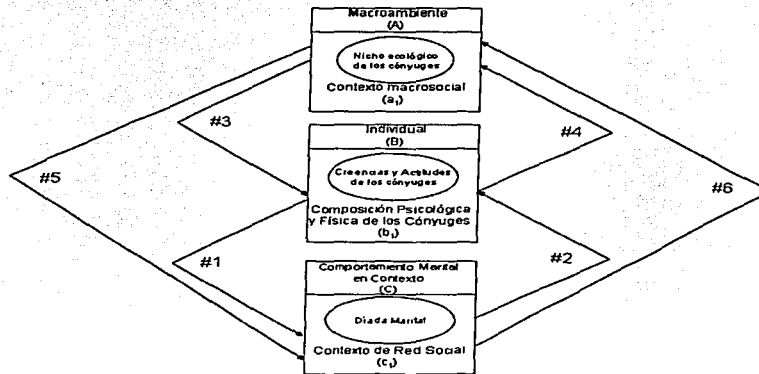 Macroambiente
(A)
Nicho ecológico
de los cónyuges
Contexto macrosocial
(a₁)
#3
#4
Individual
(B)
#5
#6
Creencias y Actitudes
de los cónyuges
Composición Psicológica
y Física de los Cónyuges
(b₁)
#1
#2
Comportamiento Marital
en Contexto
(C)
Díada Marital
Contexto de Red Social
(c₁)